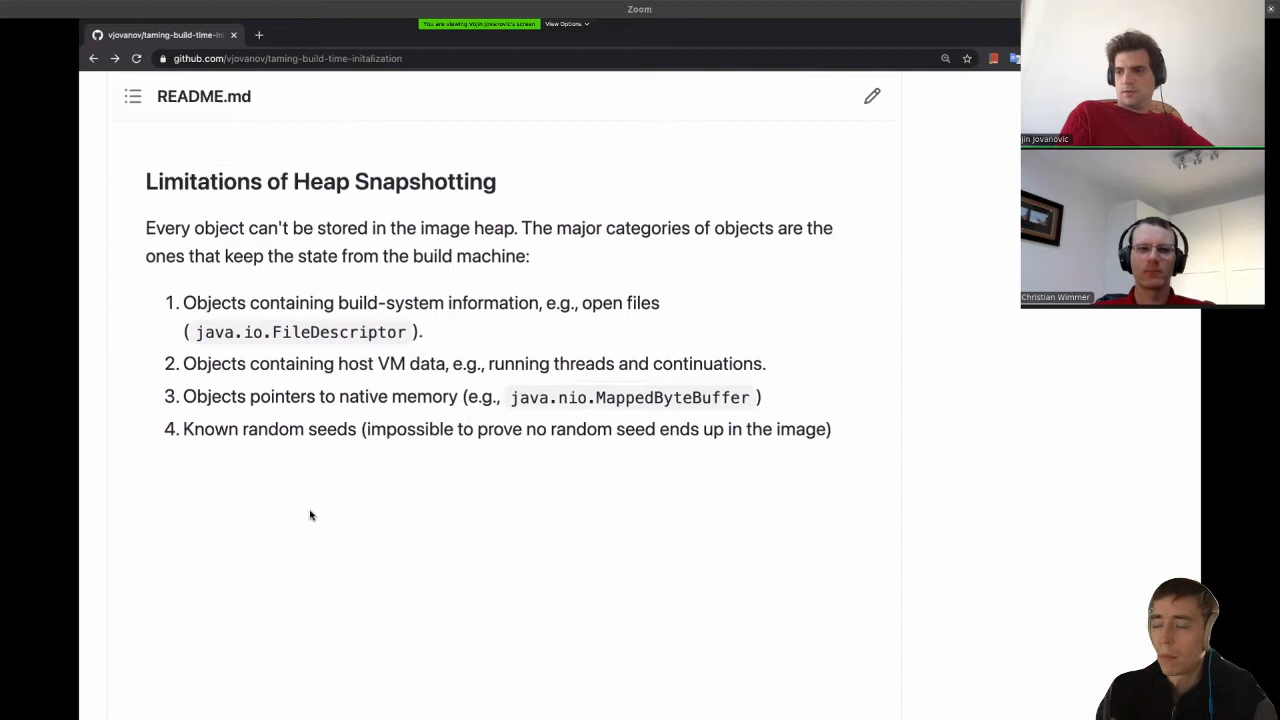 Zoom
You are viewing Vojin Jovanovic's screen
View Options
vjovanov/taming-build-time-ini
github.com/vjovanov/taming-build-time-initalization
README.md
Limitations of Heap Snapshotting
Every object can't be stored in the image heap. The major categories of objects are the
ones that keep the state from the build machine:
1. Objects containing build-system information, e.g., open files
( java.io.FileDescriptor ).
2. Objects containing host VM data, e.g., running threads and continuations.
3. Objects pointers to native memory (e.g., java.nio.MappedByteBuffer )
4. Known random seeds (impossible to prove no random seed ends up in the image)
jin Jovanovic
Christian Wimmer